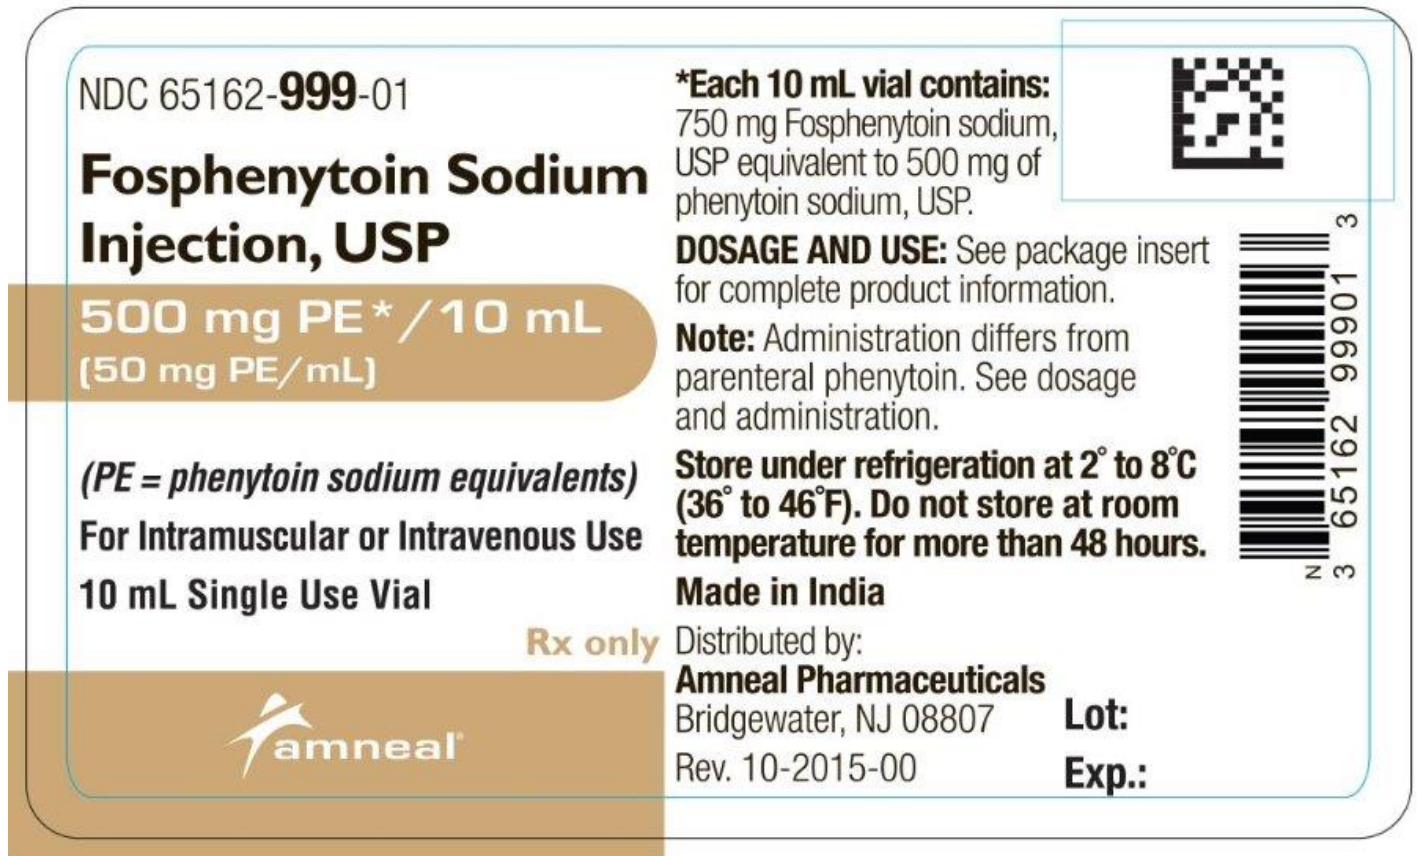 NDC 65162-999-01
Fosphenytoin Sodium
Injection, USP
500 mg PE*/10 mL
(50 mg PE/mL)
(PE = phenytoin sodium equivalents)
For Intramuscular or Intravenous Use
10 mL Single Use Vial
Rx only
amneal®
*Each 10 mL vial contains:
750 mg Fosphenytoin sodium,
USP equivalent to 500 mg of
phenytoin sodium, USP.
DOSAGE AND USE: See package insert
for complete product information.
Note: Administration differs from
parenteral phenytoin. See dosage
and administration.
Store under refrigeration at 2° to 8°C
(36° to 46°F). Do not store at room
temperature for more than 48 hours.
Made in India
Distributed by:
Amneal Pharmaceuticals
Bridgewater, NJ 08807
Rev. 10-2015-00
Lot:
Exp.:
N
3 65162 99901 3